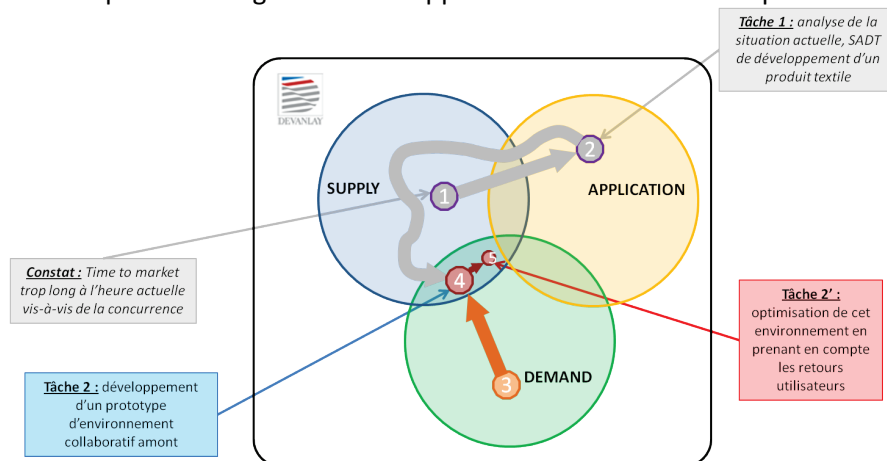 Tâche 1 : analyse de la
situation actuelle, SADT
de développement d'un
produit textile
DEVANLAY
2
SUPPLY
1
APPLICATION
Constat : Time to market
trop long à l'heure actuelle
vis-à-vis de la concurrence
5
4
Tâche 2' :
optimisation de cet
environnement en
prenant en compte
les retours
utilisateurs
3
DEMAND
Tâche 2 : développement
d'un prototype
d'environnement
collaboratif amont